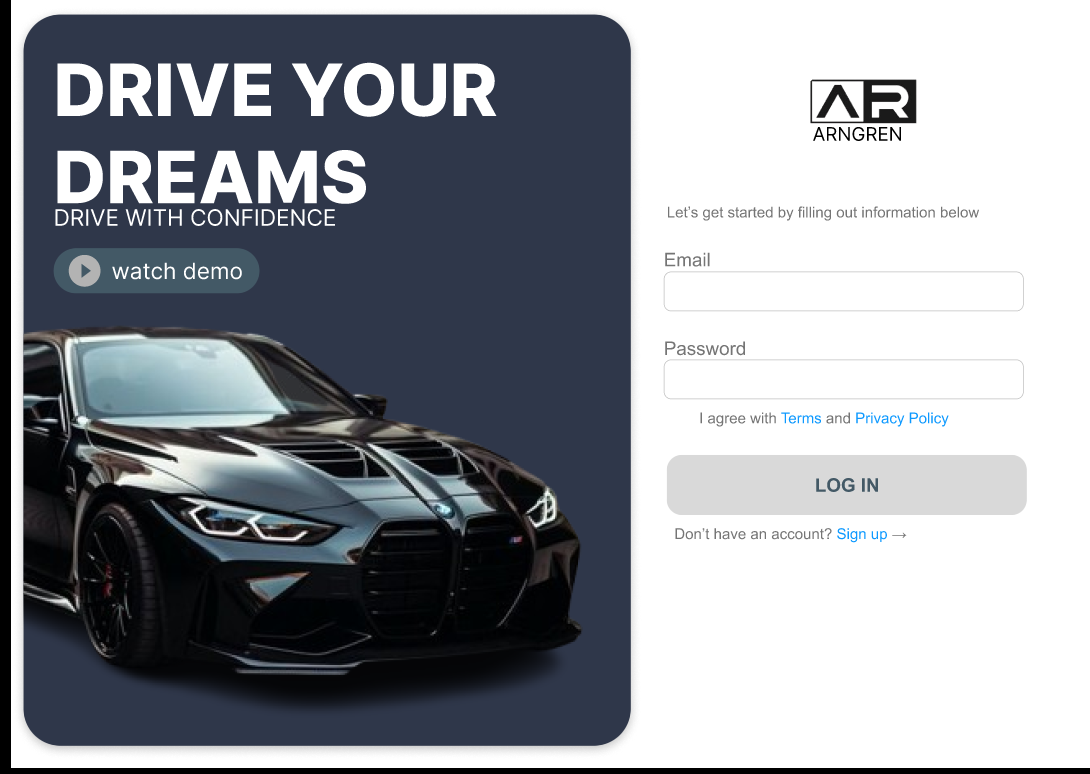 DRIVE YOUR
DREAMS
DRIVE WITH CONFIDENCE
watch demo
AR
ARNGREN
Let's get started by filling out information below
Email
Password
I agree with Terms and Privacy Policy
LOG IN
Don't have an account? Sign up →